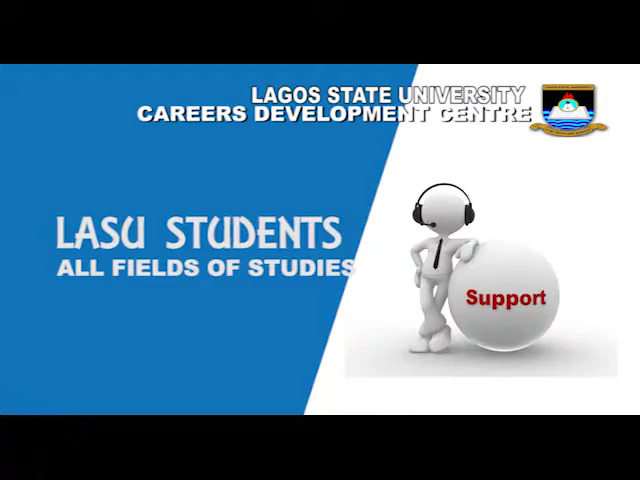 LAGOS STATE UNIVERSITY
CAREERS DEVELOPMENT CENTRE
LASU STUDENTS
ALL FIELDS OF STUDIES
Support